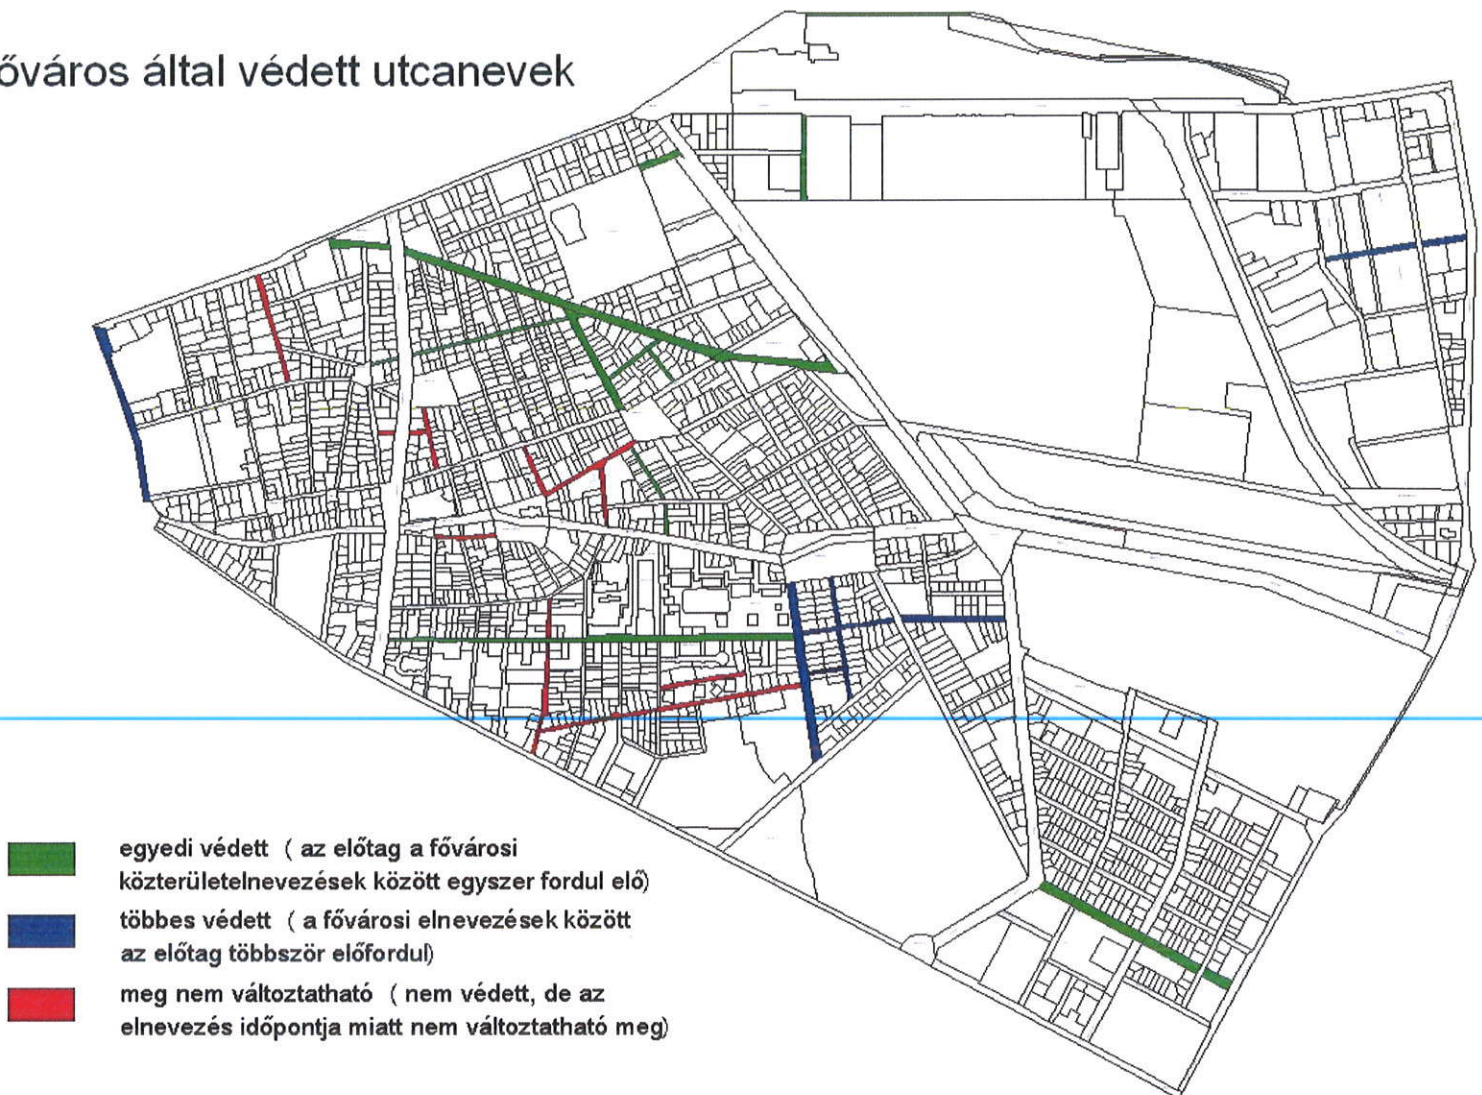 őváros által védett utcanevek
egyedi védett ( az előtag a fővárosi
közterületelnevezések között egyszer fordul elő)
többes védett ( a fővárosi elnevezések között
az előtag többször előfordul)
meg nem változtatható ( nem védett, de az
elnevezés időpontja miatt nem változtatható meg)